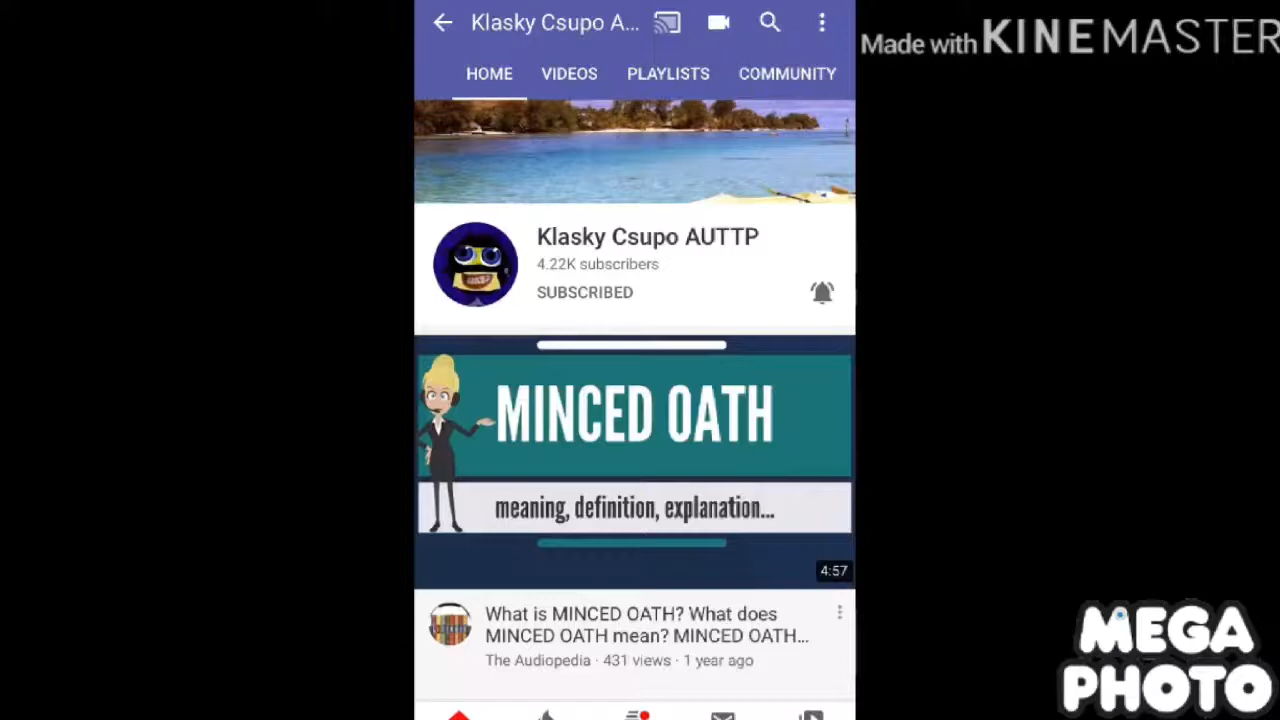 Klasky Csupo A...
Made with KINEMASTER
HOME VIDEOS PLAYLISTS COMMUNITY
Klasky Csupo AUTTP
4.22K subscribers
SUBSCRIBED
MINCED OATH
meaning, definition, explanation...
4:57
What is MINCED OATH? What does
MINCED OATH mean? MINCED OATH...
The Audiopedia · 431 views · 1 year ago
MEGA
PHOTO